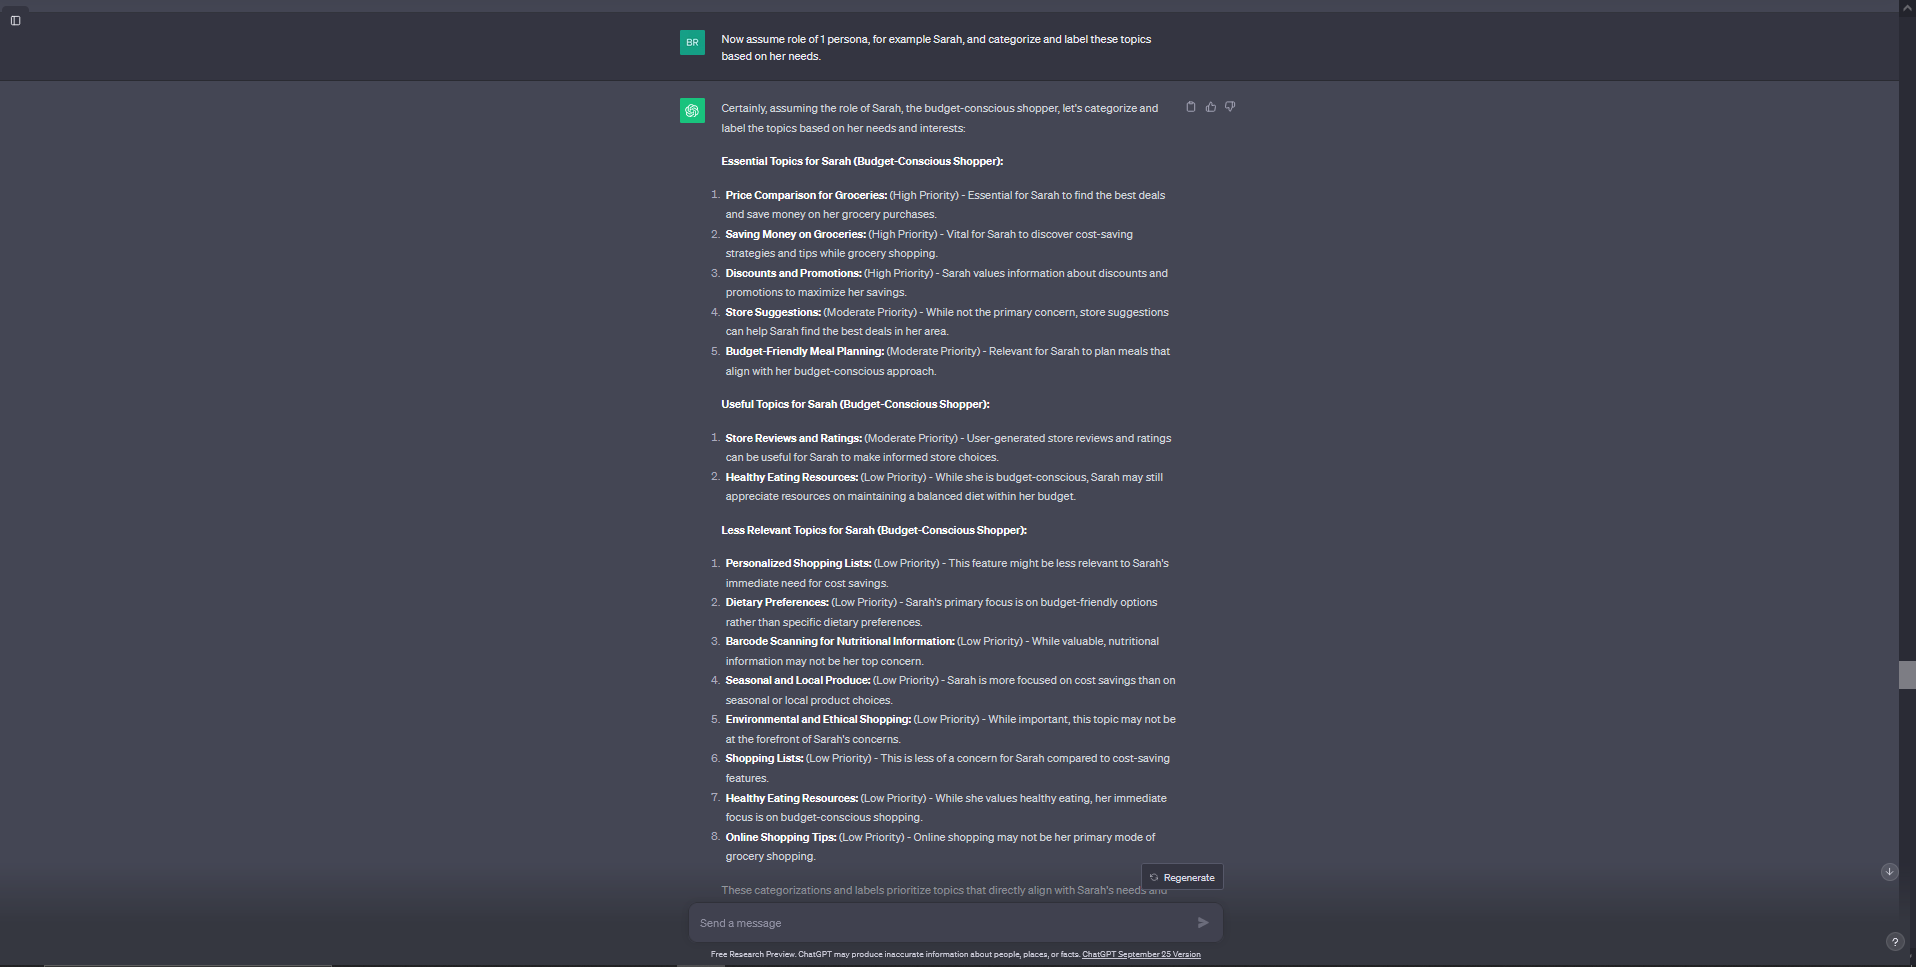 BR
Now assume role of 1 persona, for example Sarah, and categorize and label these topics
based on her needs.
Certainly, assuming the role of Sarah, the budget-conscious shopper, let's categorize and
label the topics based on her needs and interests:
Essential Topics for Sarah (Budget-Conscious Shopper):
1. Price Comparison for Groceries: (High Priority) - Essential for Sarah to find the best deals
and save money on her grocery purchases.
2. Saving Money on Groceries: (High Priority) - Vital for Sarah to discover cost-saving
strategies and tips while grocery shopping.
3. Discounts and Promotions: (High Priority) - Sarah values information about discounts and
promotions to maximize her savings.
4. Store Suggestions: (Moderate Priority) - While not the primary concern, store suggestions
can help Sarah find the best deals in her area.
5. Budget-Friendly Meal Planning: (Moderate Priority) - Relevant for Sarah to plan meals that
align with her budget-conscious approach.
Useful Topics for Sarah (Budget-Conscious Shopper):
1. Store Reviews and Ratings: (Moderate Priority) - User-generated store reviews and ratings
can be useful for Sarah to make informed store choices.
2. Healthy Eating Resources: (Low Priority) - While she is budget-conscious, Sarah may still
appreciate resources on maintaining a balanced diet within her budget.
Less Relevant Topics for Sarah (Budget-Conscious Shopper):
1. Personalized Shopping Lists: (Low Priority) - This feature might be less relevant to Sarah's
immediate need for cost savings.
2. Dietary Preferences: (Low Priority) - Sarah's primary focus is on budget-friendly options
rather than specific dietary preferences.
3. Barcode Scanning for Nutritional Information: (Low Priority) - While valuable, nutritional
information may not be her top concern.
4. Seasonal and Local Produce: (Low Priority) - Sarah is more focused on cost savings than on
seasonal or local product choices.
5. Environmental and Ethical Shopping: (Low Priority) - While important, this topic may not be
at the forefront of Sarah's concerns.
6. Shopping Lists: (Low Priority) - This is less of a concern for Sarah compared to cost-saving
features.
7. Healthy Eating Resources: (Low Priority) - While she values healthy eating, her immediate
focus is on budget-conscious shopping.
8. Online Shopping Tips: (Low Priority) - Online shopping may not be her primary mode of
grocery shopping.
Regenerate
These categorizations and labels prioritize topics that directly align with Sarah's needs and
Send a message
Free Research Preview. ChatGPT may produce inaccurate information about people, places, or facts. ChatGPT September 25 Version
?